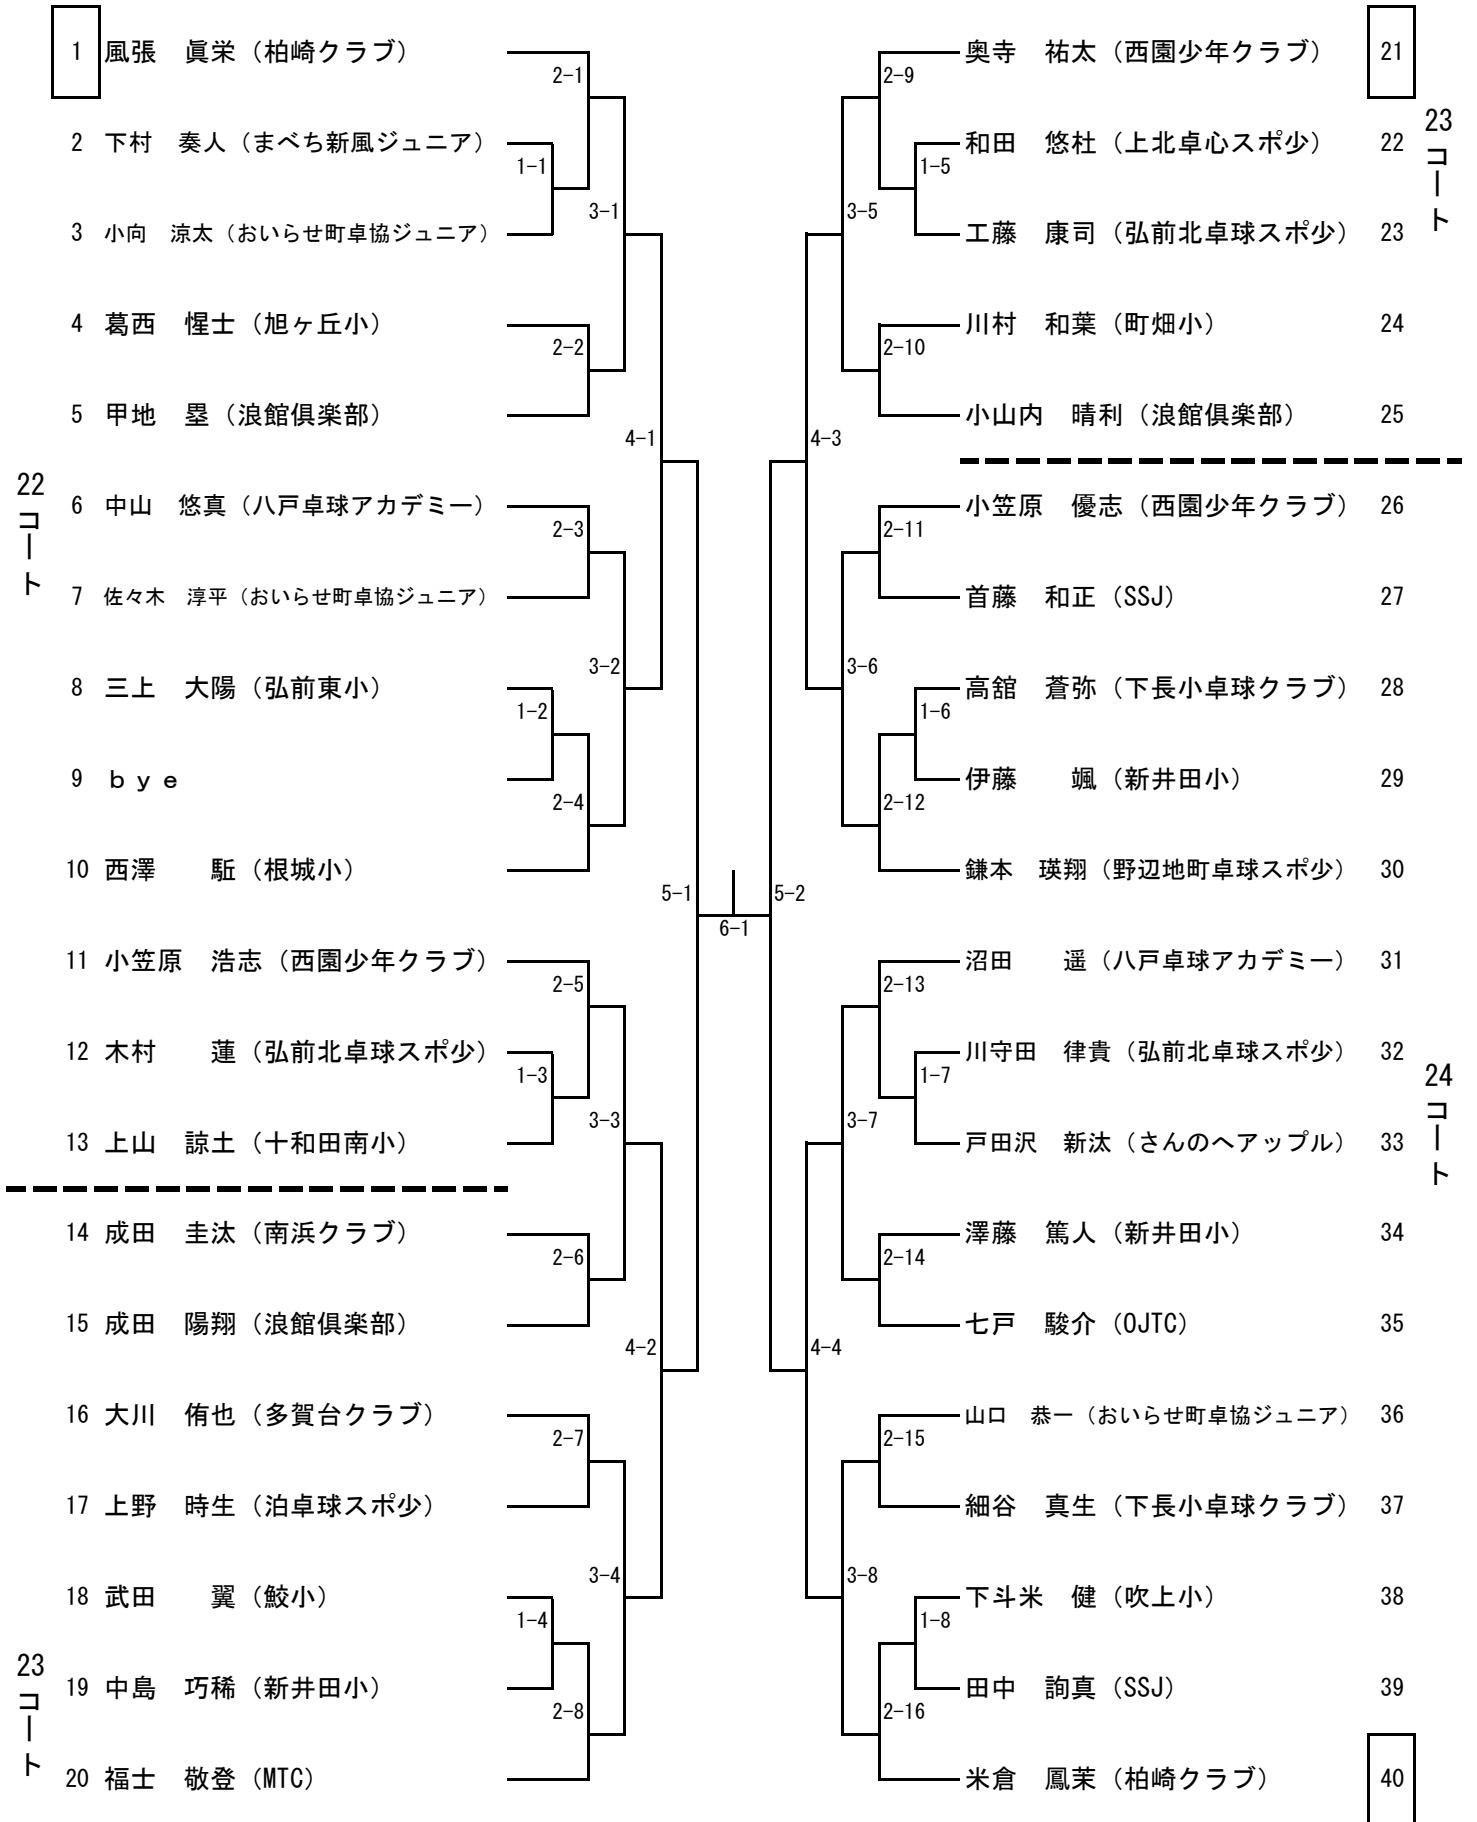 1 風張　眞栄（柏崎クラブ）
2 下村　奏人（まべち新風ジュニア）
3 小向　涼太（おいらせ町卓協ジュニア）
4 葛西　惺士（旭ヶ丘小）
5 甲地　塁（浪館倶楽部）
6 中山　悠真（八戸卓球アカデミー）
7 佐々木　淳平（おいらせ町卓協ジュニア）
8 三上　大陽（弘前東小）
9 ｂｙｅ
10 西澤　　駈（根城小）
11 小笠原　浩志（西園少年クラブ）
12 木村　　蓮（弘前北卓球スポ少）
13 上山　諒土（十和田南小）
14 成田　圭汰（南浜クラブ）
15 成田　陽翔（浪館倶楽部）
16 大川　侑也（多賀台クラブ）
17 上野　時生（泊卓球スポ少）
18 武田　　翼（鮫小）
19 中島　巧稀（新井田小）
20 福士　敬登（MTC）
22コート
23コート
1-1
1-2
1-3
1-4
2-1
2-2
2-3
2-4
2-5
2-6
2-7
2-8
3-1
3-2
3-3
3-4
4-1
4-2
5-1
6-1
5-2
4-3
4-4
3-5
3-6
3-7
3-8
2-9
2-10
2-11
2-12
2-13
2-14
2-15
2-16
1-5
1-6
1-7
1-8
奥寺　祐太（西園少年クラブ） 21
和田　悠杜（上北卓心スポ少） 22
工藤　康司（弘前北卓球スポ少） 23
川村　和葉（町畑小） 24
小山内　晴利（浪館倶楽部） 25
小笠原　優志（西園少年クラブ） 26
首藤　和正（SSJ） 27
高舘　蒼弥（下長小卓球クラブ） 28
伊藤　　颯（新井田小） 29
鎌本　瑛翔（野辺地町卓球スポ少） 30
沼田　　遥（八戸卓球アカデミー） 31
川守田　律貴（弘前北卓球スポ少） 32
戸田沢　新汰（さんのへアップル） 33
澤藤　篤人（新井田小） 34
七戸　駿介（OJTC） 35
山口　恭一（おいらせ町卓協ジュニア） 36
細谷　真生（下長小卓球クラブ） 37
下斗米　健（吹上小） 38
田中　詢真（SSJ） 39
米倉　鳳茉（柏崎クラブ） 40
23コート
24コート